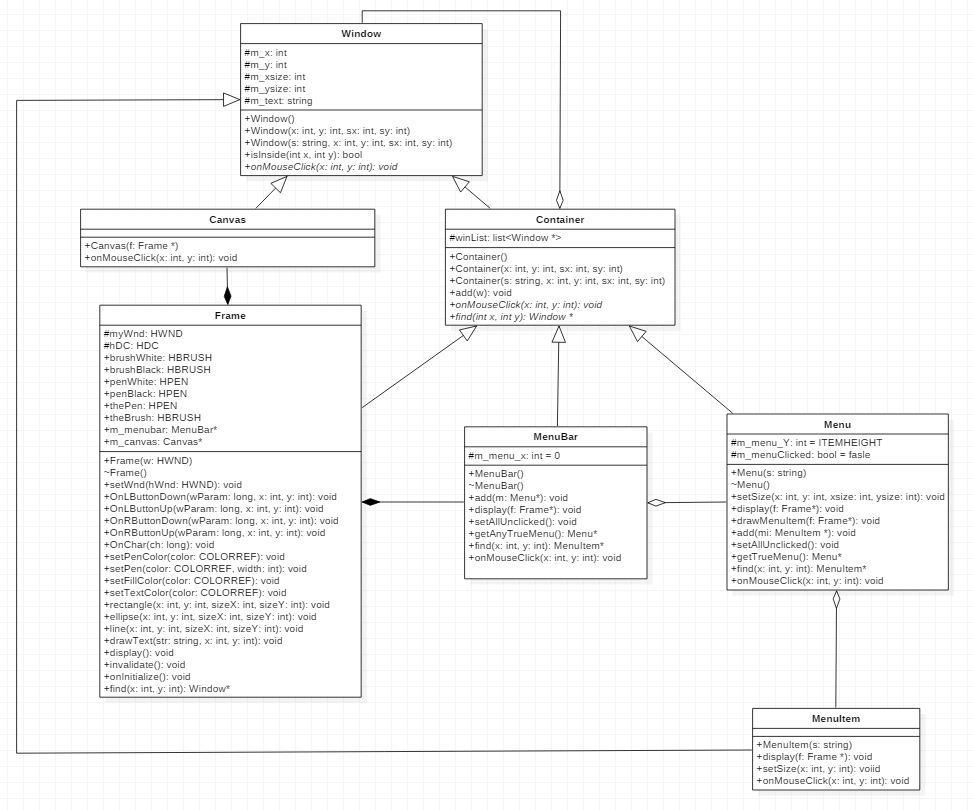 Window
#m_x: int
#m_y: int
#m_xsize: int
#m_ysize: int
#m_text: string
+Window()
+Window(x: int, y: int, sx: int, sy: int)
+Window(s: string, x: int, y: int, sx: int, sy: int)
+isInside(int x, int y): bool
+onMouseClick(x: int, y: int): void
Canvas
+Canvas(f: Frame *)
+onMouseClick(x: int, y: int): void
Container
#winList: list<Window *>
+Container()
+Container(x: int, y: int, sx: int, sy: int)
+Container(s: string, x: int, y: int, sx: int, sy: int)
+add(w): void
+onMouseClick(x: int, y: int): void
+find(int x, int y): Window *
Frame
#myWnd: HWND
#hDC: HDC
+brushWhite: HBRUSH
+brushBlack: HBRUSH
+penWhite: HPEN
+penBlack: HPEN
+thePen: HPEN
+theBrush: HBRUSH
+m_menubar: MenuBar*
+m_canvas: Canvas*
+Frame(w: HWND)
~Frame()
+setWnd(hWnd: HWND): void
+OnLButtonDown(wParam: long, x: int, y: int): void
+OnLButtonUp(wParam: long, x: int, y: int): void
+OnRButtonDown(wParam: long, x: int, y: int): void
+OnRButtonUp(wParam: long, x: int, y: int): void
+OnChar(ch: long): void
+setPenColor(color: COLORREF): void
+setPen(color: COLORREF, width: int): void
+setFillColor(color: COLORREF): void
+setTextColor(color: COLORREF): void
+rectangle(x: int, y: int, sizeX: int, sizeY: int): void
+ellipse(x: int, y: int, sizeX: int, sizeY: int): void
+line(x: int, y: int, sizeX: int, sizeY: int): void
+drawText(str: string, x: int, y: int): void
+display(): void
+invalidate(): void
+onInitialize(): void
+find(x: int, y: int): Window*
MenuBar
#m_menu_x: int = 0
+MenuBar()
~MenuBar()
+add(m: Menu*): void
+display(f: Frame*): void
+setAllUnclicked(): void
+getAnyTrueMenu(): Menu*
+find(x: int, y: int): MenuItem*
+onMouseClick(x: int, y: int): void
Menu
#m_menu_Y: int = ITEMHEIGHT
#m_menuClicked: bool = fasle
+Menu(s: string)
~Menu()
+setSize(x: int, y: int, xsize: int, ysize: int): void
+display(f: Frame*): void
+drawMenuItem(f: Frame*): void
+add(mi: MenuItem *): void
+setAllUnclicked(): void
+getTrueMenu(): Menu*
+find(x: int, y: int): MenuItem*
+onMouseClick(x: int, y: int): void
MenuItem
+MenuItem(s: string)
+display(f: Frame *): void
+setSize(x: int, y: int): voiid
+onMouseClick(x: int, y: int): void